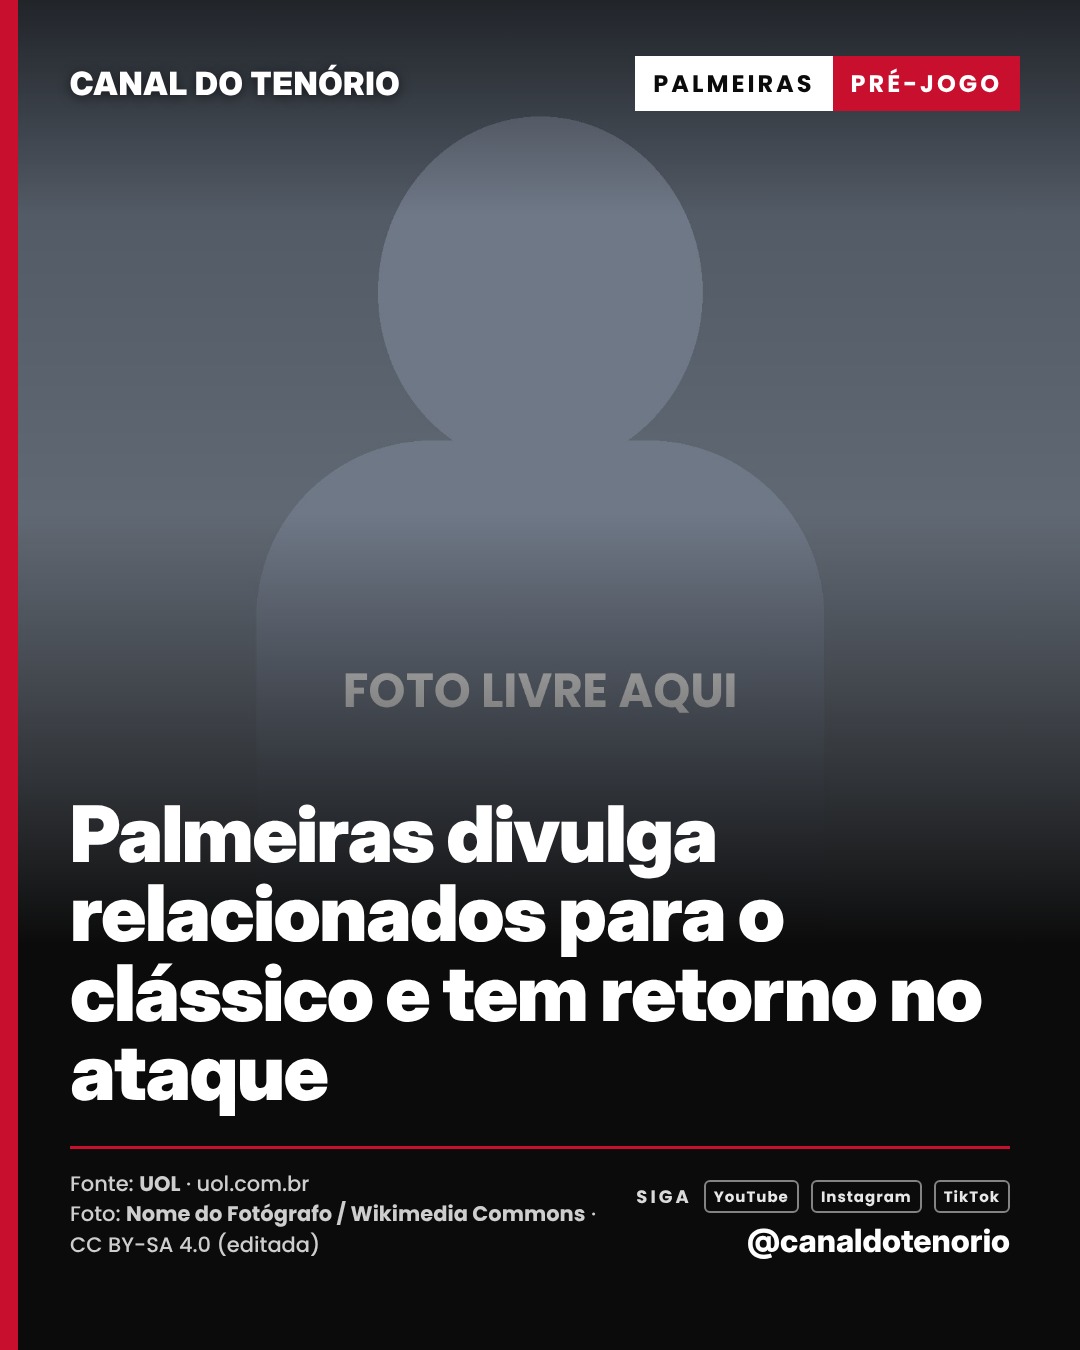 CANAL DO TENÓRIO
PALMEIRAS PRÉ-JOGO
FOTO LIVRE AQUI
Palmeiras divulga
relacionados para o
clássico e tem retorno no
ataque
Fonte: UOL · uol.com.br
Foto: Nome do Fotógrafo / Wikimedia Commons ·
CC BY-SA 4.0 (editada)
SIGA YouTube Instagram TikTok
@canaldotenorio